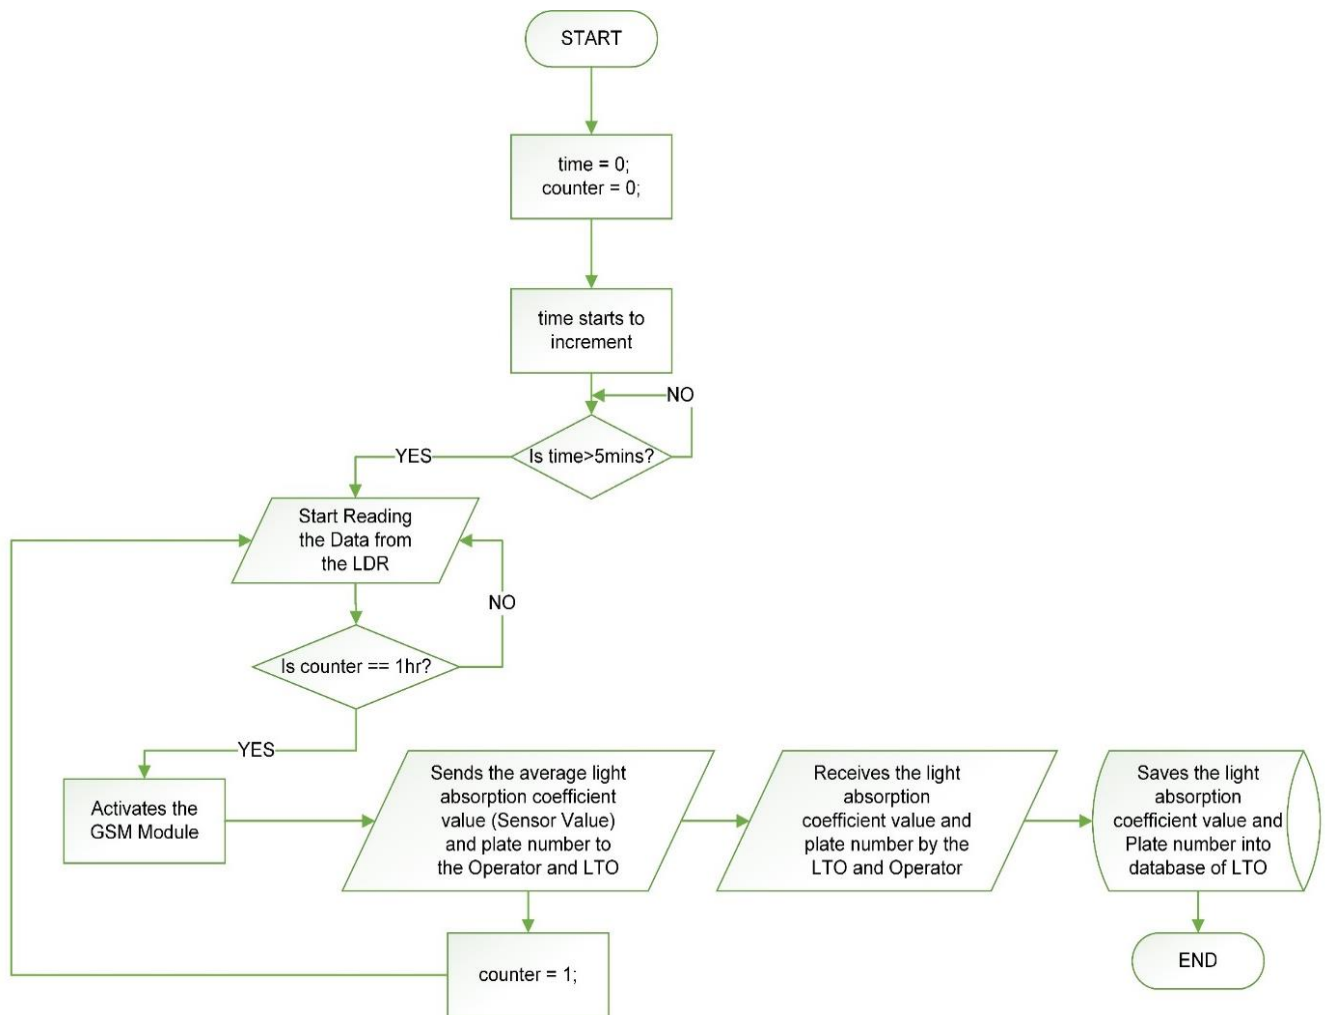 START
time = 0;
counter = 0;
time starts to
increment
NO
Is time>5mins?
YES
Start Reading
the Data from
the LDR
NO
Is counter == 1hr?
YES
Activates the
GSM Module
Sends the average light
absorption coefficient
value (Sensor Value)
and plate number to
the Operator and LTO
Receives the light
absorption
coefficient value and
plate number by the
LTO and Operator
Saves the light
absorption
coefficient value and
Plate number into
database of LTO
counter = 1;
END